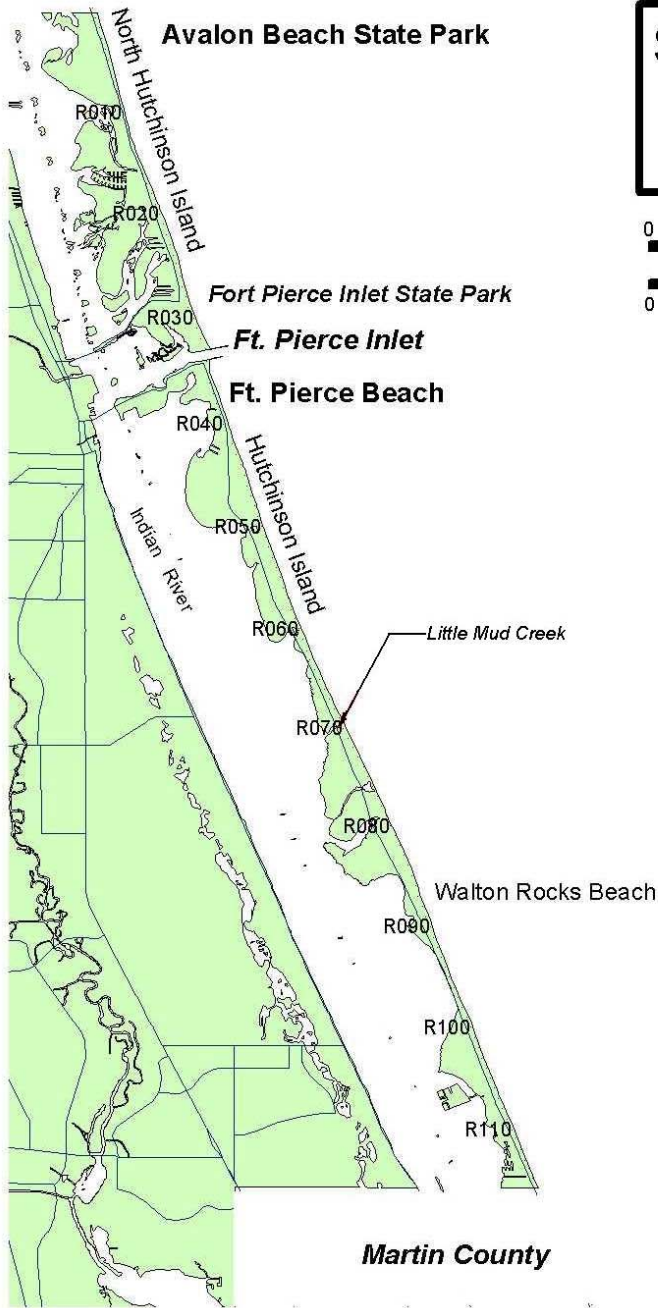 Avalon Beach State Park
North Hutchinson Island
R010
R020
Fort Pierce Inlet State Park
R030
Ft. Pierce Inlet
Ft. Pierce Beach
R040
Hutchinson Island
R050
Indian River
R060
Little Mud Creek
R070
R080
Walton Rocks Beach
R090
R100
R110
Martin County
0
0